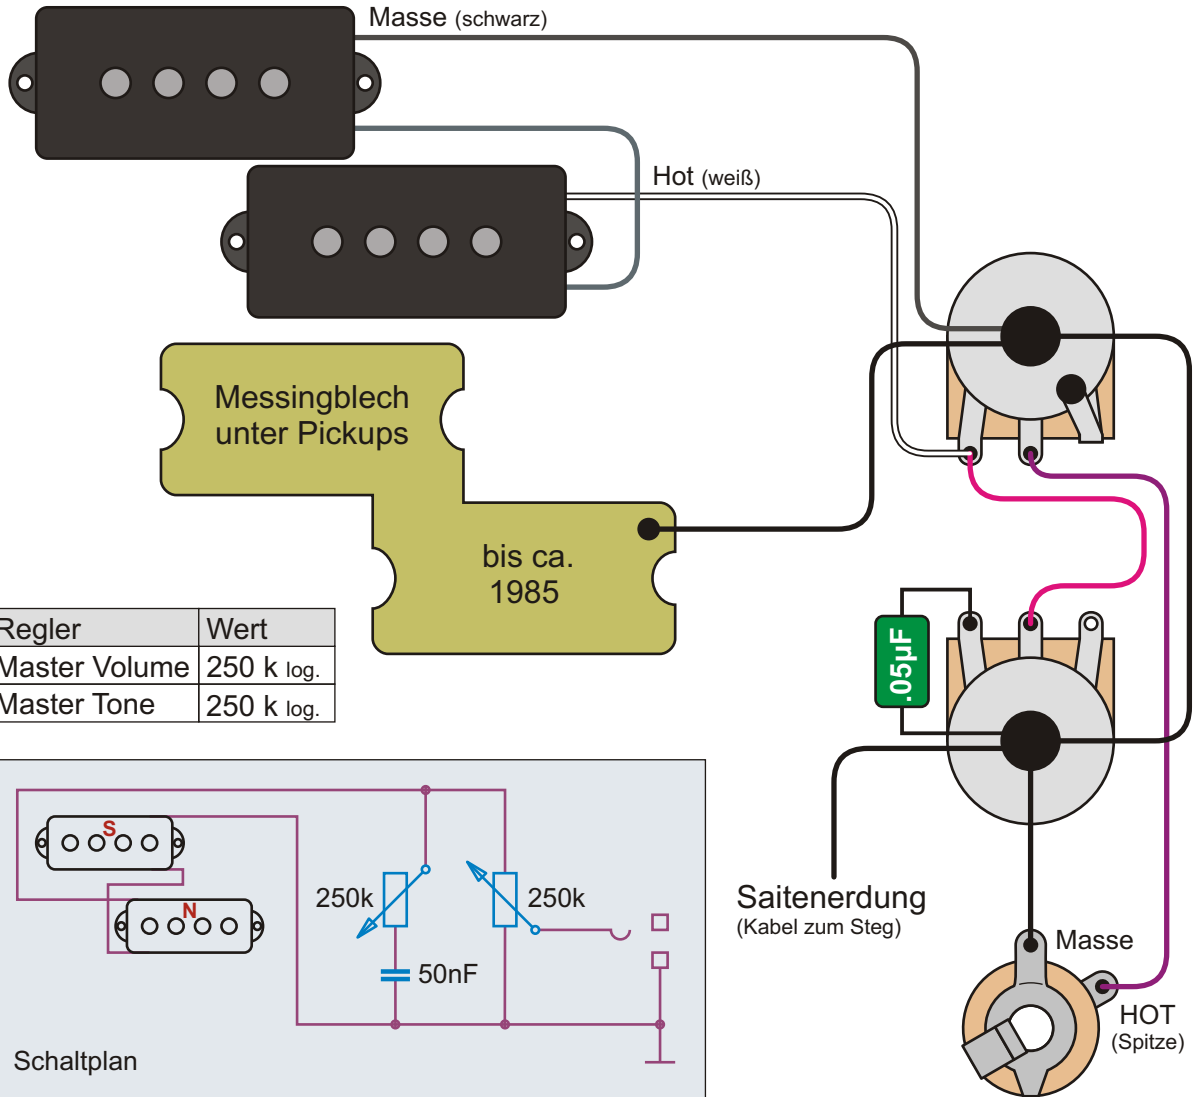 Masse (schwarz)
Hot (weiß)
Messingblech
unter Pickups
bis ca.
1985
Regler Wert
Master Volume 250 k log.
Master Tone 250 k log.
.05µF
Saitenerdung
(Kabel zum Steg)
Masse
HOT
(Spitze)
S
N
250k
250k
50nF
Schaltplan